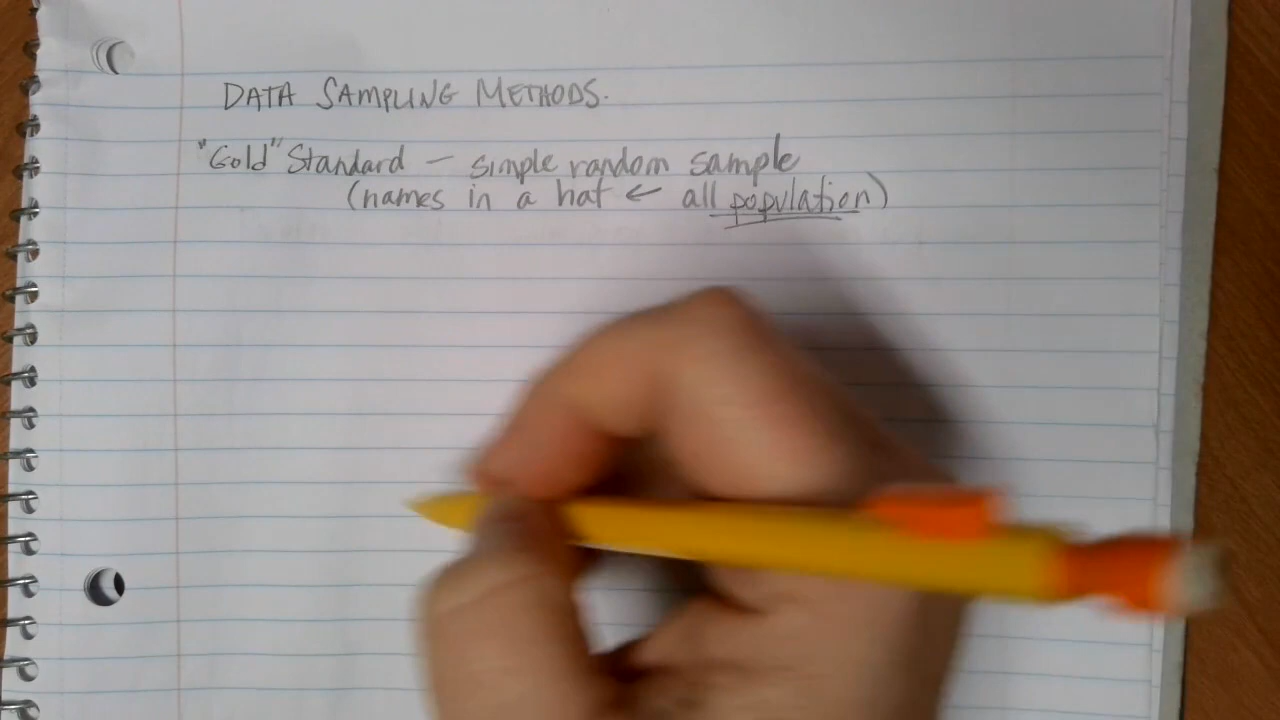 DATA SAMPLING METHODS.
"Gold" Standard – simple random sample
(names in a hat ← all population)